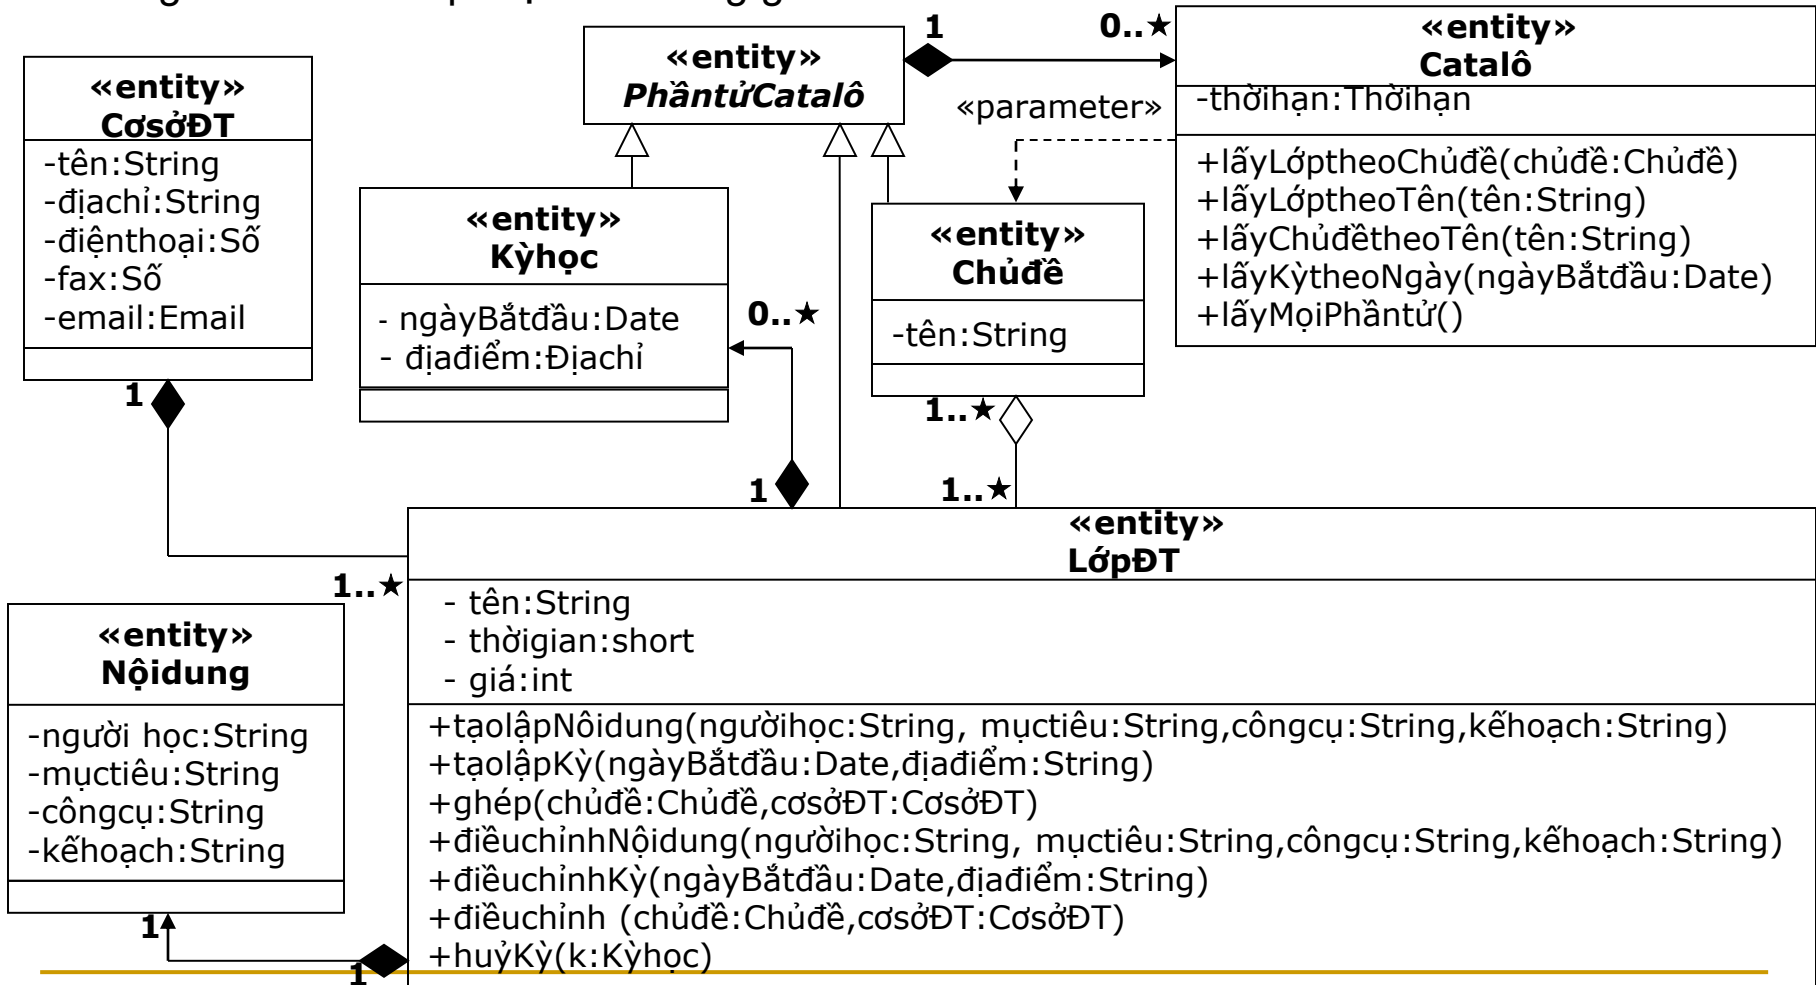 1
0..★
«entity»
PhầntửCatalô
«entity»
Catalô
-thờihạn:Thờihạn
+lấyLớptheoChủđề(chủđề:Chủđề)
+lấyLớptheoTên(tên:String)
+lấyChủđềtheoTên(tên:String)
+lấyKỳtheoNgày(ngàyBắtđầu:Date)
+lấyMọiPhầntử()
«parameter»
«entity»
CơsởĐT
-tên:String
-địachỉ:String
-điệnthoại:Số
-fax:Số
-email:Email
1
«entity»
Kỳhọc
- ngàyBắtđầu:Date
- địađiểm:Địachỉ
0..★
1
«entity»
Chủđề
-tên:String
1..★
1..★
1..★
«entity»
LớpĐT
- tên:String
- thờigian:short
- giá:int
+tạolậpNôidung(ngườihọc:String, mụctiêu:String,côngcụ:String,kếhoạch:String)
+tạolậpKỳ(ngàyBắtđầu:Date,địađiểm:String)
+ghép(chủđề:Chủđề,cơsởĐT:CơsởĐT)
+điềuchỉnhNộidung(ngườihọc:String, mụctiêu:String,côngcụ:String,kếhoạch:String)
+điềuchỉnhKỳ(ngàyBắtđầu:Date,địađiểm:String)
+điềuchỉnh (chủđề:Chủđề,cơsởĐT:CơsởĐT)
+huỷKỳ(k:Kỳhọc)
«entity»
Nộidung
-người học:String
-mụctiêu:String
-côngcụ:String
-kếhoạch:String
1
1